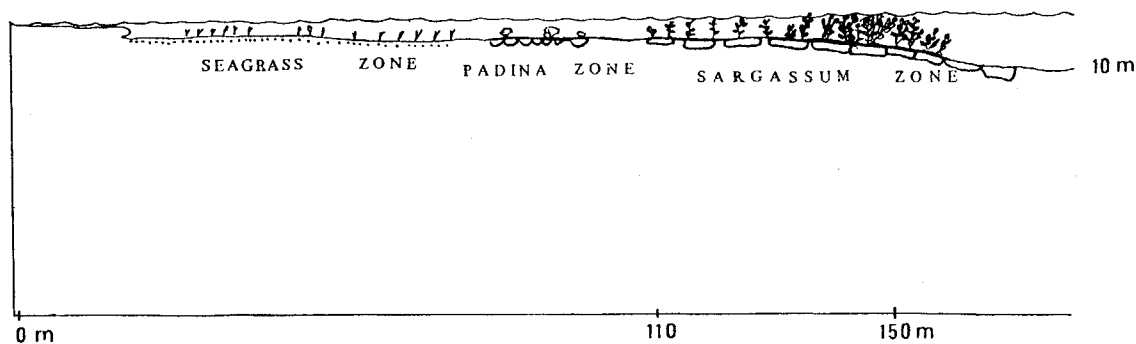 SEAGRASS ZONE PADINA ZONE SARGASSUM ZONE 10 m
0 m 110 150 m